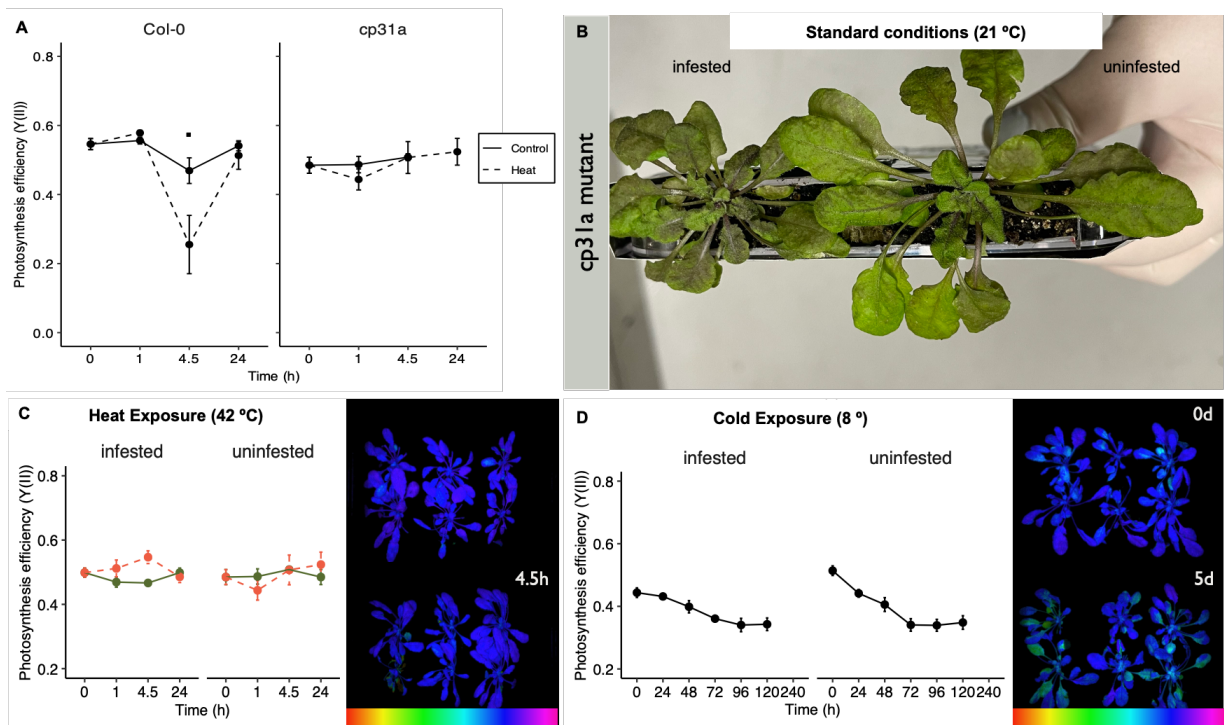 A
Col-0
cp31a
Photosynthesis efficiency (Y(II))
0.8
0.6
0.4
0.2
0.0
0 1 4.5 24 0 1 4.5 24
Time (h)
Control
Heat
B
Standard conditions (21 ºC)
infested
uninfested
cp31a mutant
C
Heat Exposure (42 ºC)
infested
uninfested
Photosynthesis efficiency (Y(II))
0.8
0.6
0.4
0.2
0 1 4.5 24 0 1 4.5 24
Time (h)
4.5h
D
Cold Exposure (8 º)
infested
uninfested
Photosynthesis efficiency (Y(II))
0.8
0.6
0.4
0.2
0 24 48 72 96 120 240 0 24 48 72 96 120 240
Time (h)
0d
5d